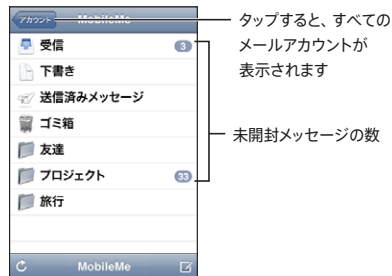 アカウント MobileMe
受信 3
下書き
送信済みメッセージ
ゴミ箱
友達
プロジェクト 33
旅行
MobileMe
タップすると、すべての
メールアカウントが
表示されます
未開封メッセージの数